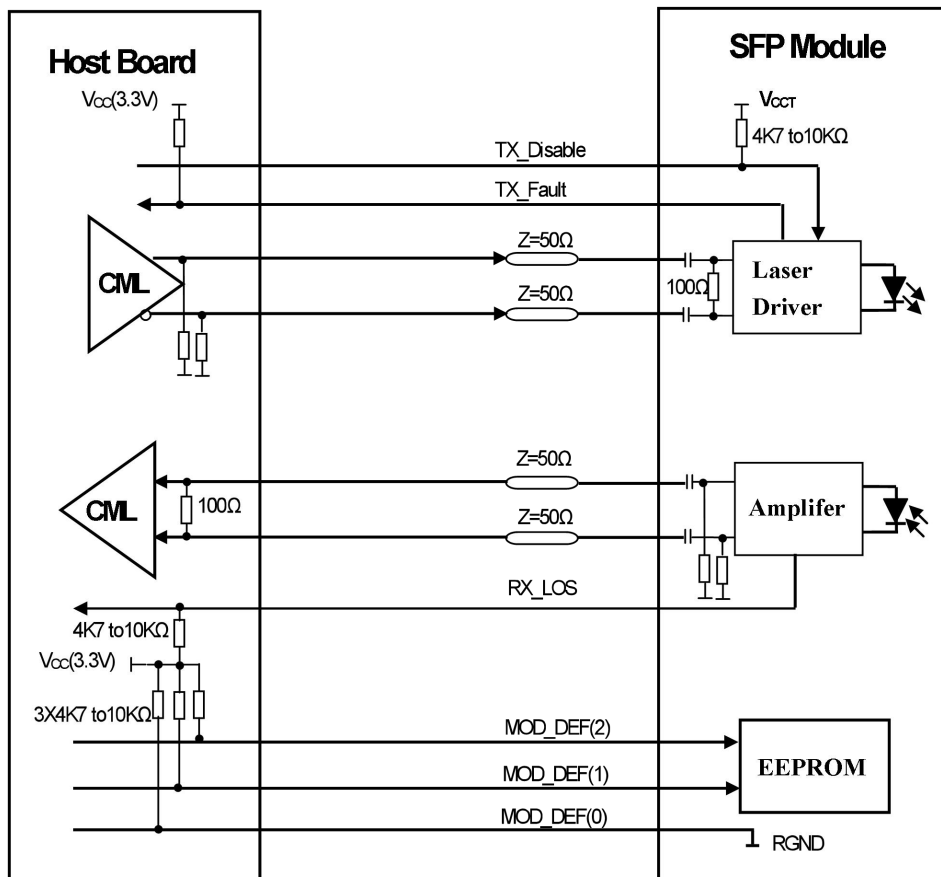 Host Board
SFP Module
VCC(3.3V)
VCCT
4K7 to10KΩ
TX_Disable
TX_Fault
CML
Z=50Ω
Z=50Ω
100Ω
Laser
Driver
CML
100Ω
Z=50Ω
Z=50Ω
Amplifer
RX_LOS
4K7 to10KΩ
VCC(3.3V)
3X4K7 to10KΩ
MOD_DEF(2)
MOD_DEF(1)
MOD_DEF(0)
EEPROM
RGND